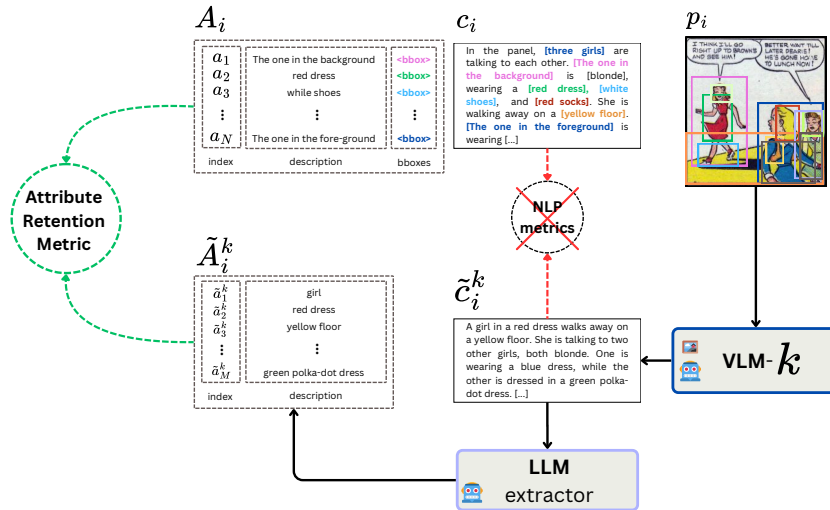 A_i
a_1 The one in the background <bbox>
a_2 red dress <bbox>
a_3 while shoes <bbox>
⋮ ⋮ ⋮
a_N The one in the fore-ground <bbox>
index description bboxes
c_i
In the panel, [three girls] are
talking to each other. [The one in
the background] is [blonde],
wearing a [red dress], [white
shoes], and [red socks]. She is
walking away on a [yellow floor].
[The one in the foreground] is
wearing [...]
p_i
I THINK I'LL GO
RIGHT UP TO BROWN'S
AND SEE HIM!
BETTER WAIT TILL
LATER DEARIE!
HE'S GONE HOME
TO LUNCH NOW!
Attribute
Retention
Metric
NLP
metrics
Ã_i^k
ã_1^k girl
ã_2^k red dress
ã_3^k yellow floor
⋮ ⋮
ã_M^k green polka-dot dress
index description
c̃_i^k
A girl in a red dress walks away on
a yellow floor. She is talking to two
other girls, both blonde. One is
wearing a blue dress, while the
other is dressed in a green polka-
dot dress. [...]
VLM-k
LLM
extractor